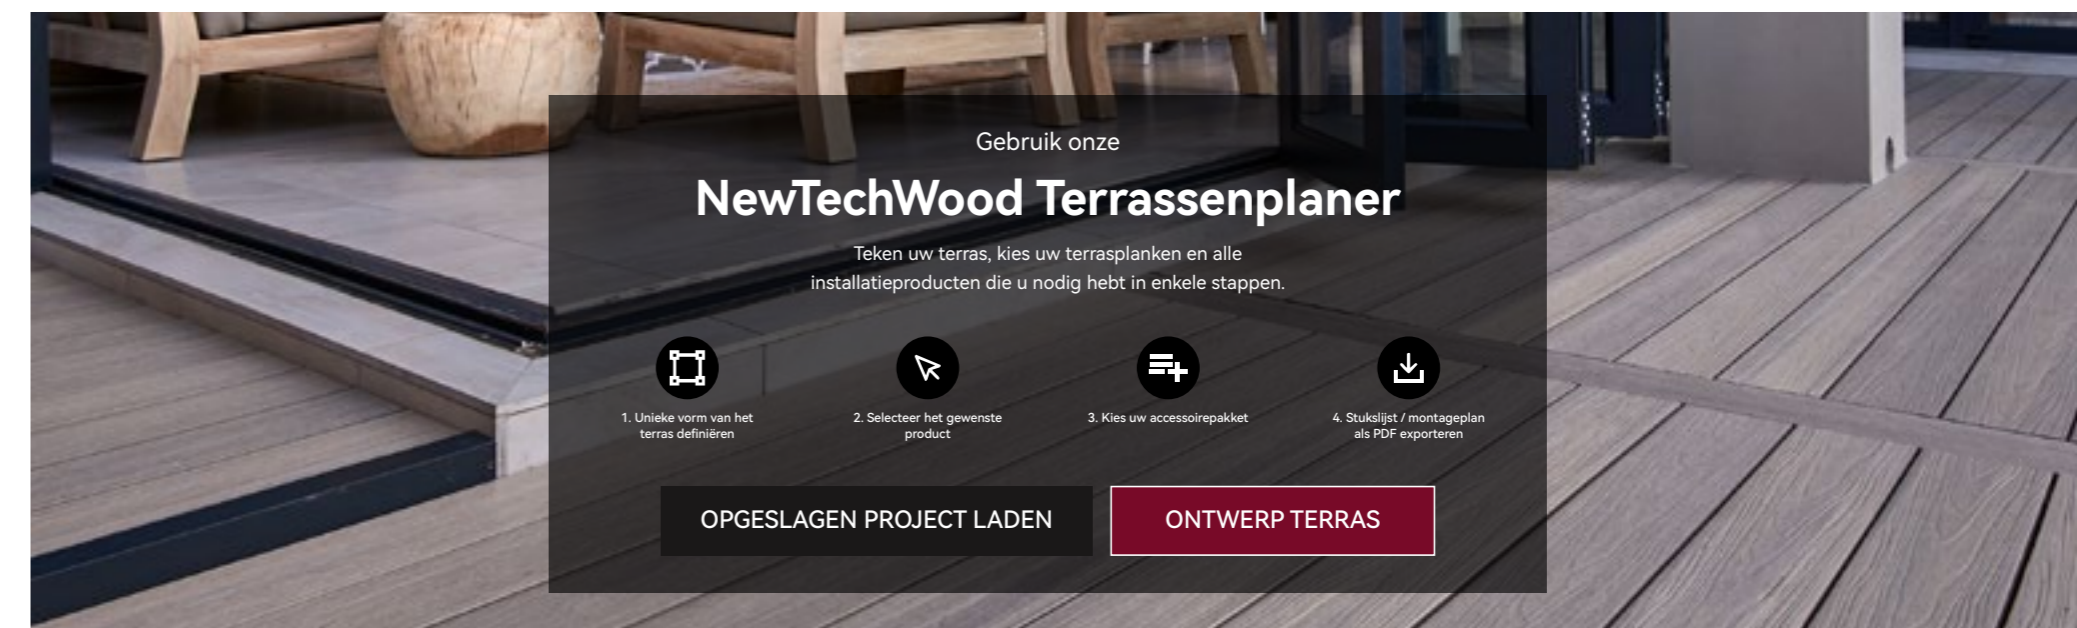 Gebruik onze
NewTechWood Terrassenplaner
Teken uw terras, kies uw terrasplanken en alle
installatieproducten die u nodig hebt in enkele stappen.
1. Unieke vorm van het
terras definiëren
2. Selecteer het gewenste
product
3. Kies uw accessoirepakket
4. Stukslijst / montageplan
als PDF exporteren
OPGESLAGEN PROJECT LADEN
ONTWERP TERRAS